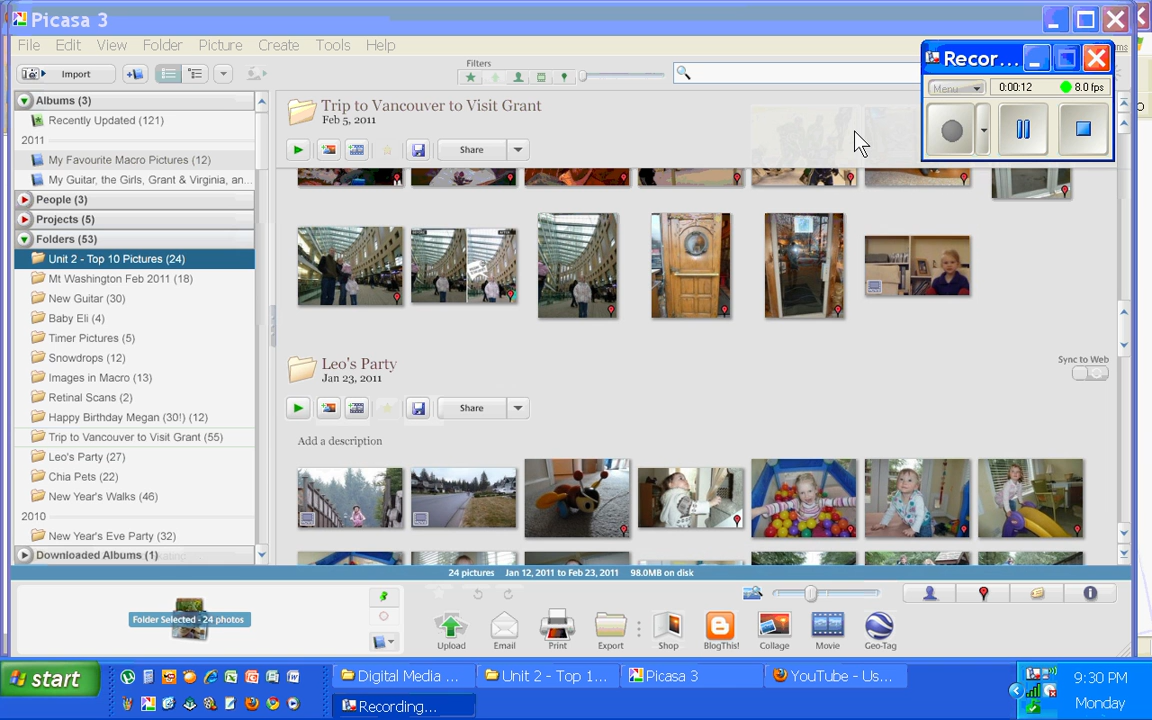 Picasa 3
File Edit View Folder Picture Create Tools Help
Import
Filters
Recor...
Menu 0:00:12 8.0 fps
Albums (3)
Recently Updated (121)
2011
My Favourite Macro Pictures (12)
My Guitar, the Girls, Grant & Virginia, an...
People (3)
Projects (5)
Folders (53)
Unit 2 - Top 10 Pictures (24)
Mt Washington Feb 2011 (18)
New Guitar (30)
Baby Eli (4)
Timer Pictures (5)
Snowdrops (12)
Images in Macro (13)
Retinal Scans (2)
Happy Birthday Megan (30!) (12)
Trip to Vancouver to Visit Grant (55)
Leo's Party (27)
Chia Pets (22)
New Year's Walks (46)
2010
New Year's Eve Party (32)
Downloaded Albums (1)
Trip to Vancouver to Visit Grant
Feb 5, 2011
Share
Leo's Party
Jan 23, 2011
Sync to Web
Share
Add a description
24 pictures Jan 12, 2011 to Feb 23, 2011 98.0MB on disk
Folder Selected - 24 photos
Upload Email Print Export Shop BlogThis! Collage Movie Geo-Tag
start
Digital Media ... Unit 2 - Top 1... Picasa 3 YouTube - Us...
Recording...
9:30 PM
Monday